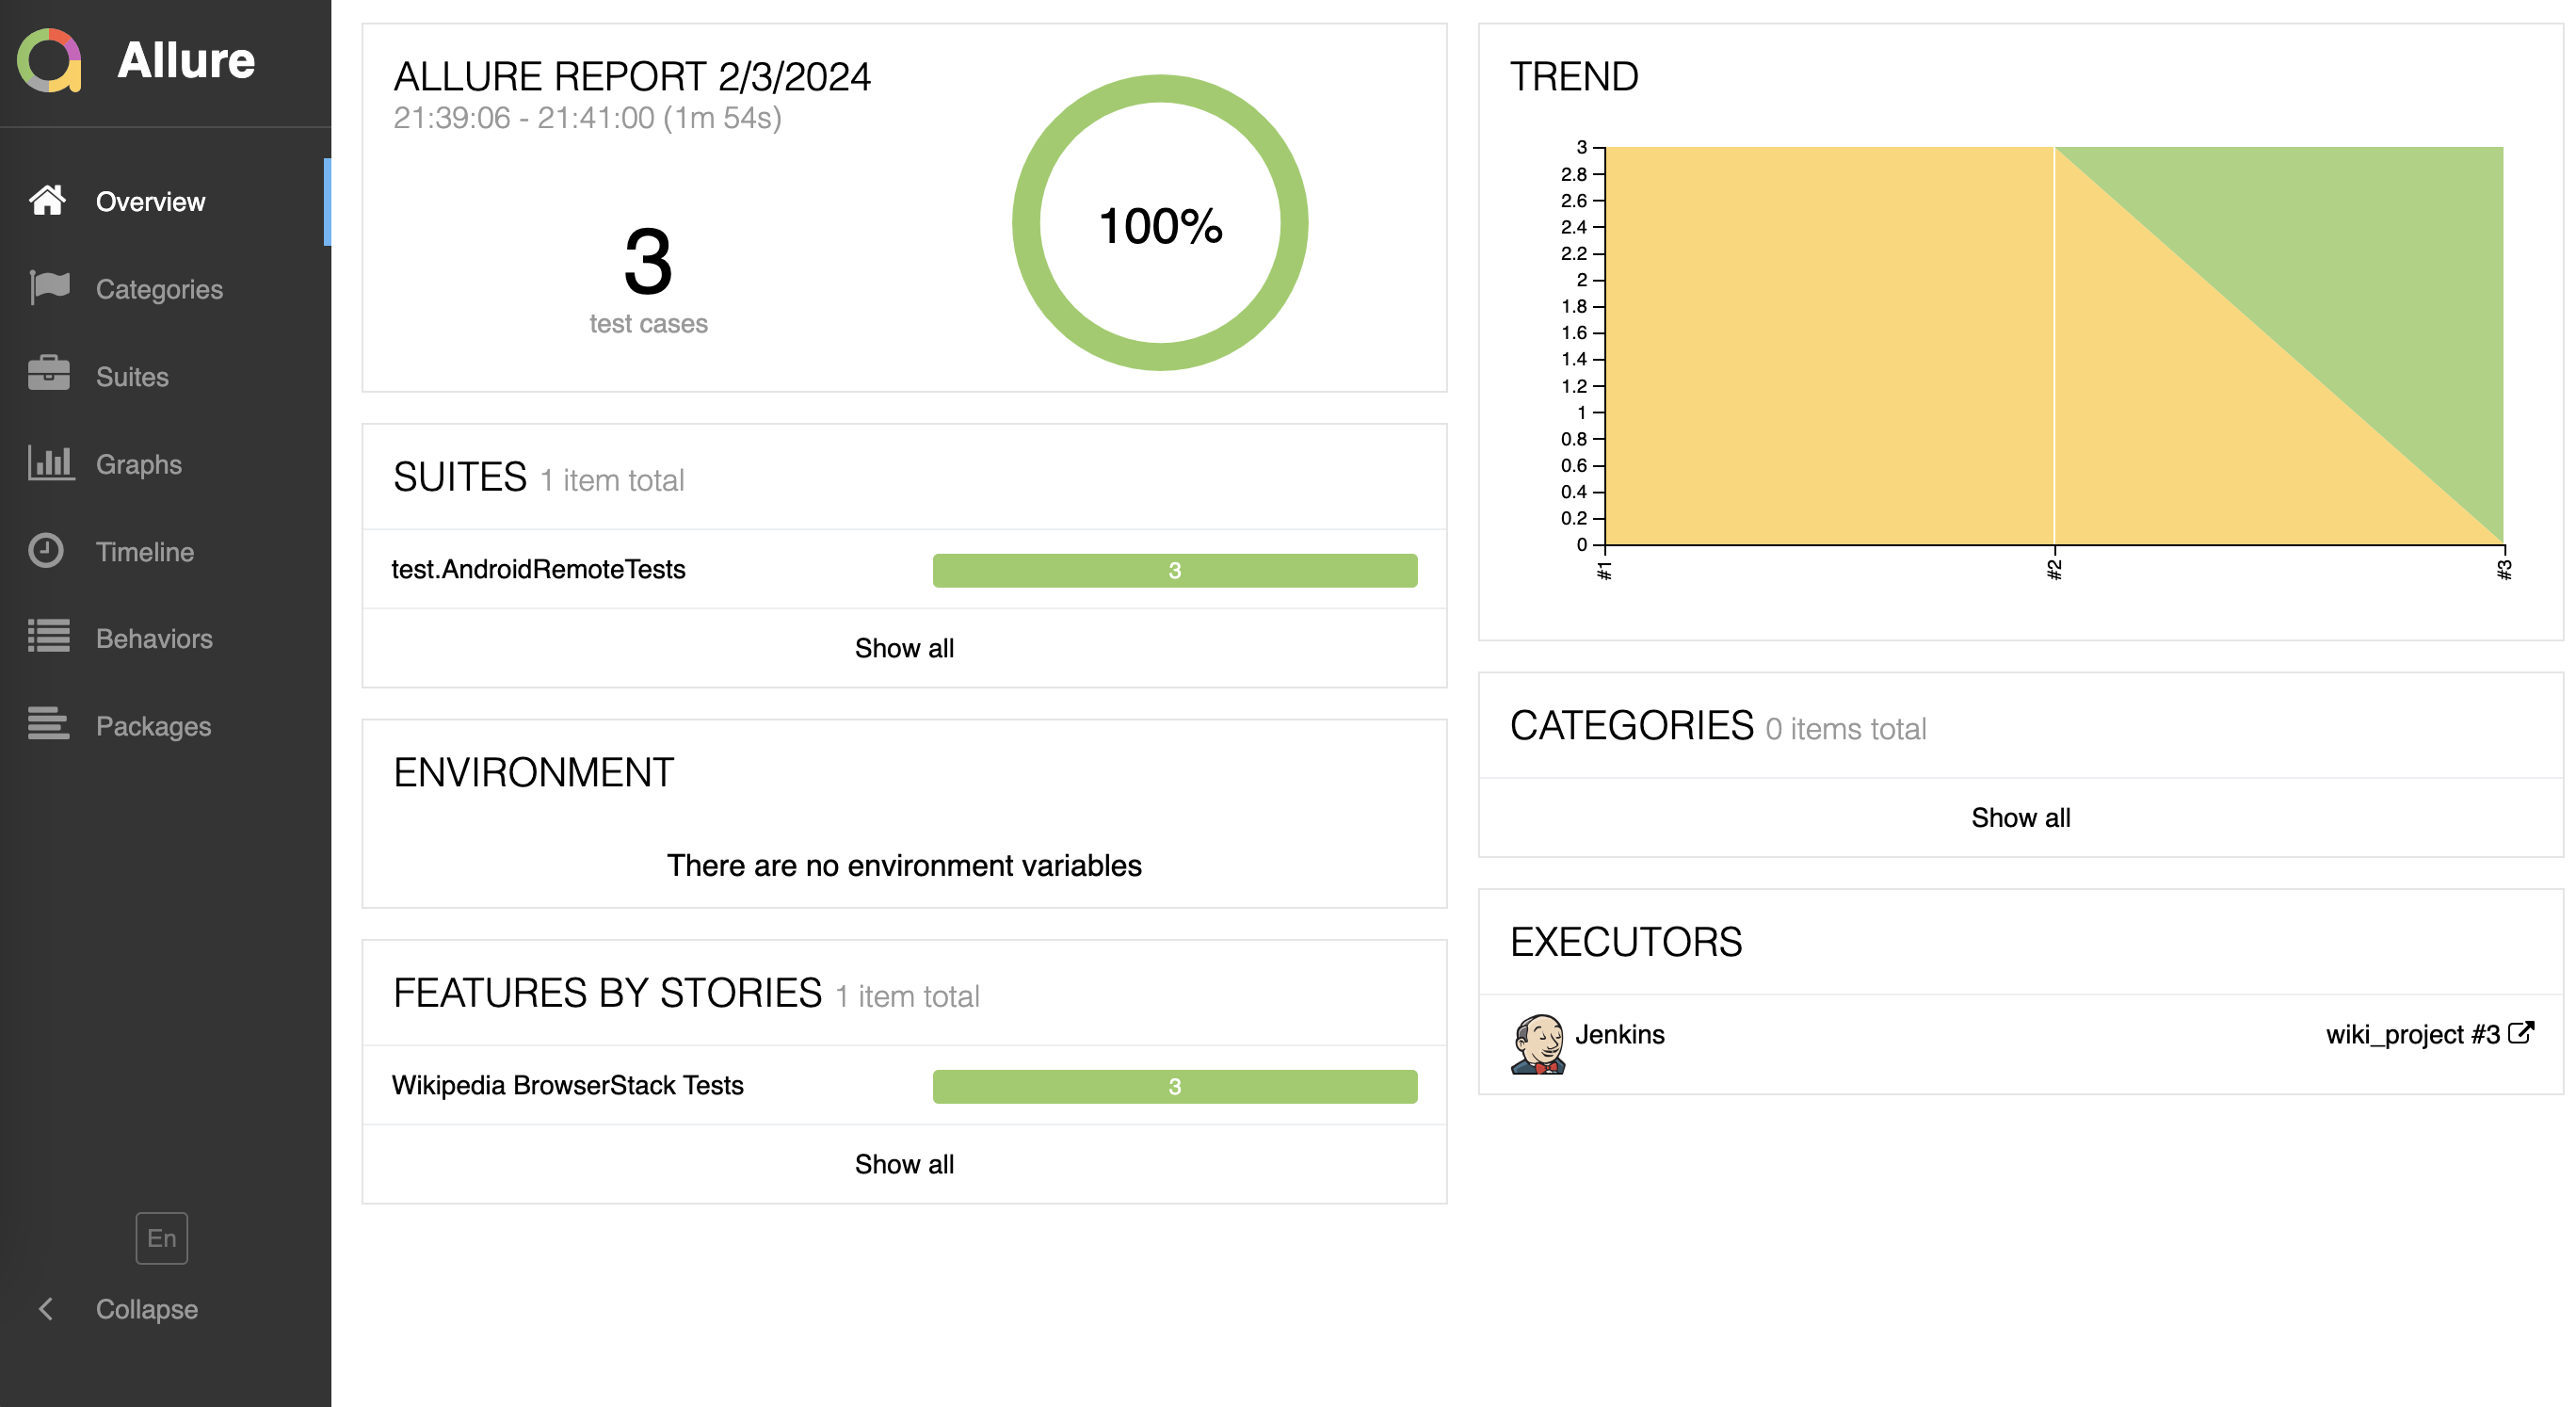 Allure
Overview
Categories
Suites
Graphs
Timeline
Behaviors
Packages
En
Collapse
ALLURE REPORT 2/3/2024
21:39:06 - 21:41:00 (1m 54s)
3
test cases
100%
SUITES 1 item total
test.AndroidRemoteTests 3
Show all
ENVIRONMENT
There are no environment variables
FEATURES BY STORIES 1 item total
Wikipedia BrowserStack Tests 3
Show all
TREND
3
2.8
2.6
2.4
2.2
2
1.8
1.6
1.4
1.2
1
0.8
0.6
0.4
0.2
0
#1 #2 #3
CATEGORIES 0 items total
Show all
EXECUTORS
Jenkins wiki_project #3